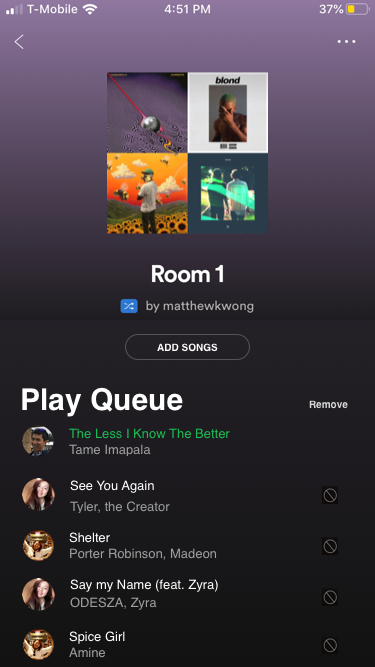 T-Mobile 4:51 PM 37%
blond
Room 1
by matthewkwong
ADD SONGS
Play Queue
Remove
The Less I Know The Better
Tame Imapala
See You Again
Tyler, the Creator
Shelter
Porter Robinson, Madeon
Say my Name (feat. Zyra)
ODESZA, Zyra
Spice Girl
Amine